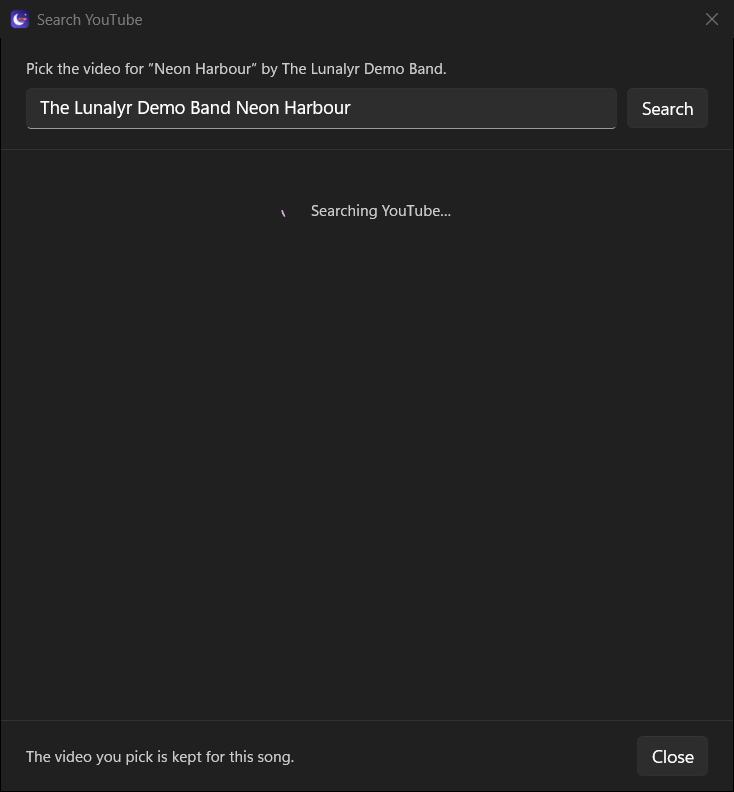 Search YouTube
Pick the video for "Neon Harbour" by The Lunalyr Demo Band.
The Lunalyr Demo Band Neon Harbour
Search
Searching YouTube...
The video you pick is kept for this song.
Close